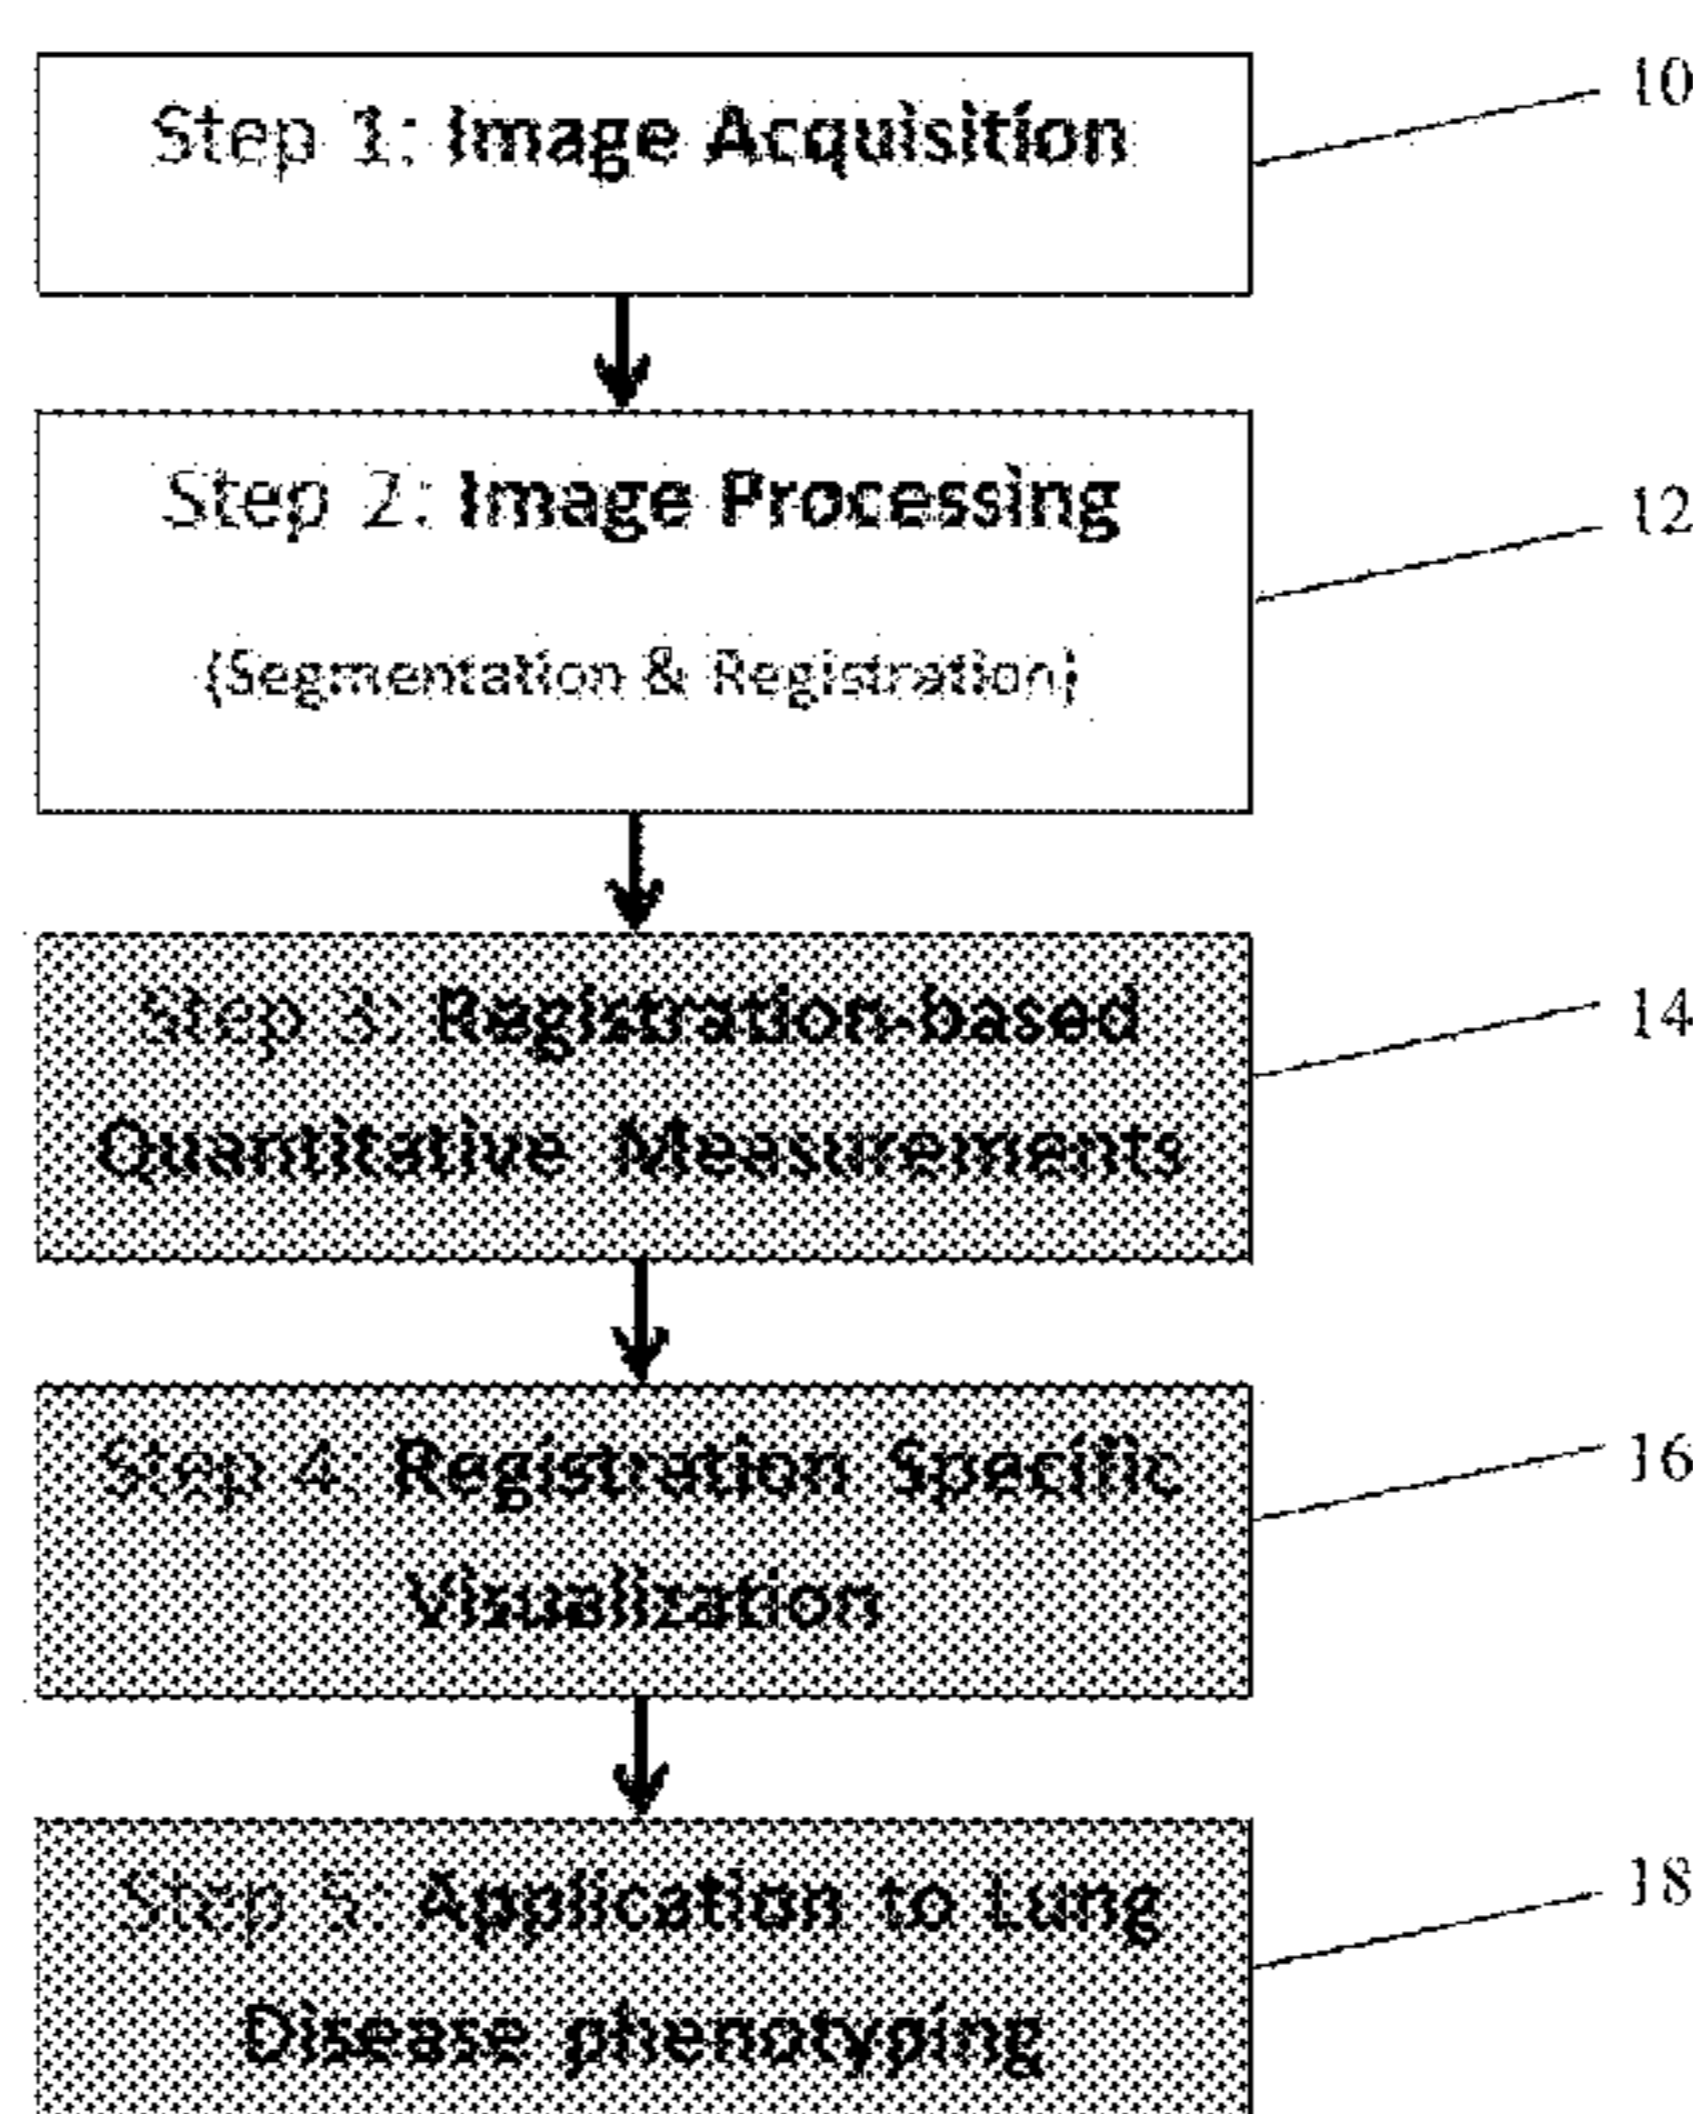 Step 1: Image Acquisition
10
Step 2: Image Processing
(Segmentation & Registration)
12
Step 3: Registration-based
Quantitative Measurements
14
Step 4: Registration Specific
Visualization
16
Step 5: Application to Lung
Disease phenotyping
18